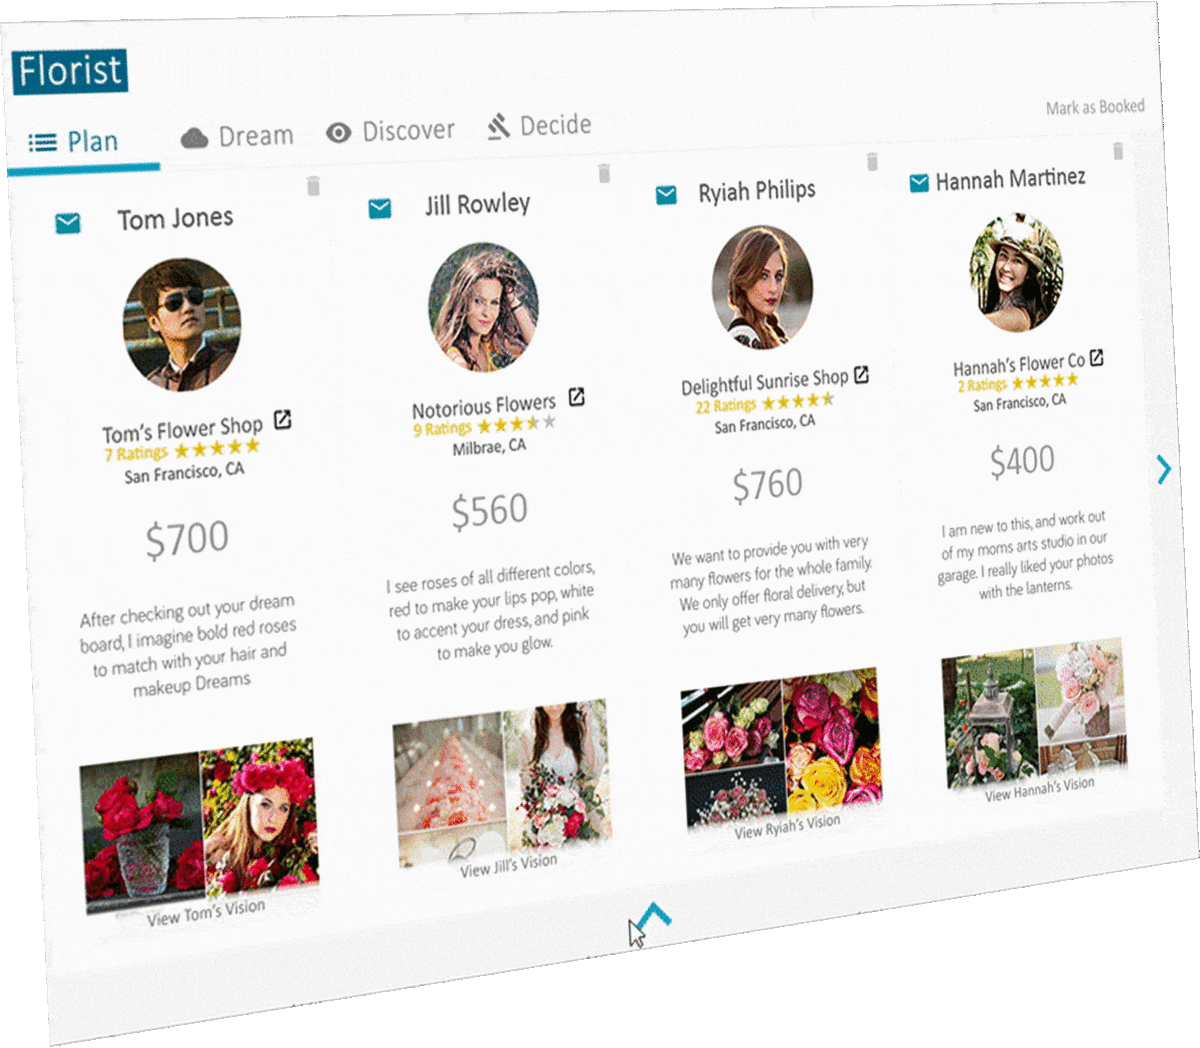 Florist
Plan
Dream
Discover
Decide
Mark as Booked
Tom Jones
Tom's Flower Shop
7 Ratings
San Francisco, CA
$700
After checking out your dream
board, I imagine bold red roses
to match with your hair and
makeup Dreams
View Tom's Vision
Jill Rowley
Notorious Flowers
9 Ratings
Milbrae, CA
$560
I see roses of all different colors,
red to make your lips pop, white
to accent your dress, and pink
to make you glow.
View Jill's Vision
Ryiah Philips
Delightful Sunrise Shop
22 Ratings
San Francisco, CA
$760
We want to provide you with very
many flowers for the whole family.
We only offer floral delivery, but
you will get very many flowers.
View Ryiah's Vision
Hannah Martinez
Hannah's Flower Co
2 Ratings
San Francisco, CA
$400
I am new to this, and work out
of my moms arts studio in our
garage. I really liked your photos
with the lanterns.
View Hannah's Vision